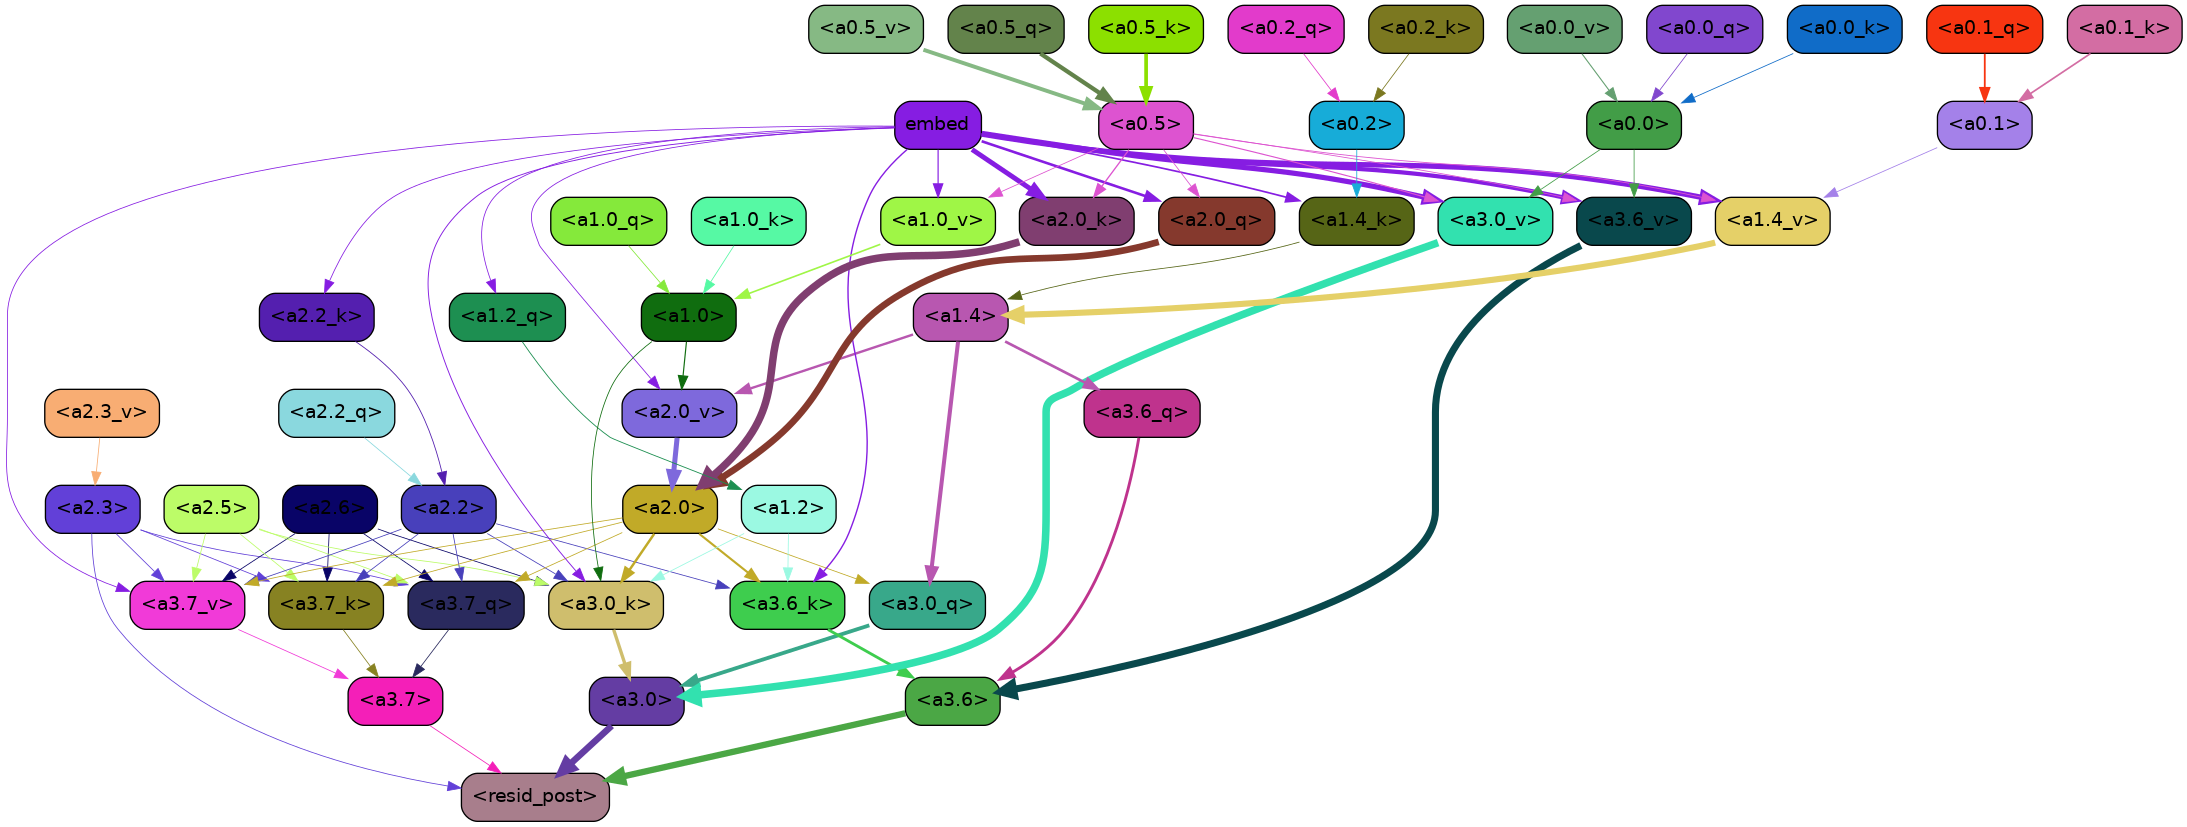 <a0.5_v> <a0.5_q> <a0.5_k> <a0.2_q> <a0.2_k> <a0.0_v> <a0.0_q> <a0.0_k> <a0.1_q> <a0.1_k>
embed <a0.5> <a0.2> <a0.0> <a0.1>
<a1.0_q> <a1.0_k> <a1.0_v> <a2.0_k> <a2.0_q> <a1.4_k> <a3.0_v> <a3.6_v> <a1.4_v>
<a2.2_k> <a1.2_q> <a1.0> <a1.4>
<a2.3_v> <a2.2_q> <a2.0_v> <a3.6_q>
<a2.3> <a2.5> <a2.6> <a2.2> <a2.0> <a1.2>
<a3.7_v> <a3.7_k> <a3.7_q> <a3.0_k> <a3.6_k> <a3.0_q>
<a3.7> <a3.0> <a3.6>
<resid_post>